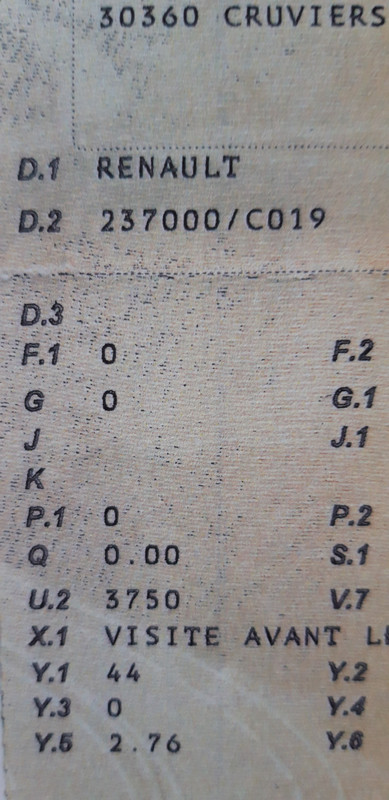 30360 CRUVIERS
D.1 RENAULT
D.2 237000/C019
D.3
F.1 0 F.2
G 0 G.1
J J.1
K
P.1 0 P.2
Q 0.00 S.1
U.2 3750 V.7
X.1 VISITE AVANT LE
Y.1 44 Y.2
Y.3 0 Y.4
Y.5 2.76 Y.6